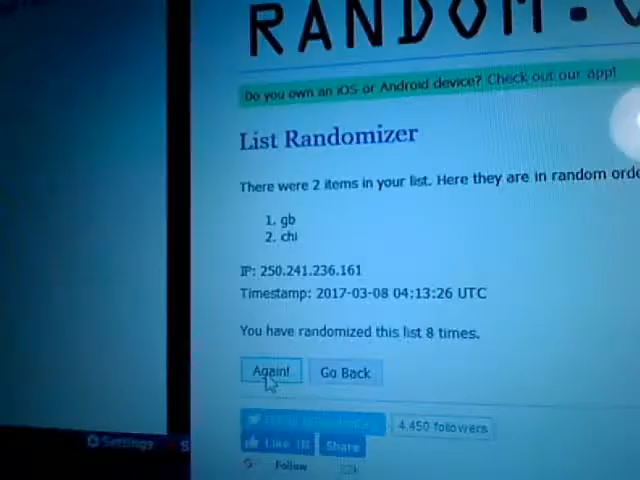 RANDOM.
Do you own an iOS or Android device? Check out our app!
List Randomizer
There were 2 items in your list. Here they are in random orde
1. gb
2. chi
IP: 250.241.236.161
Timestamp: 2017-03-08 04:13:26 UTC
You have randomized this list 8 times.
Again! Go Back
4,450 followers
Like Share
Settings S
Follow